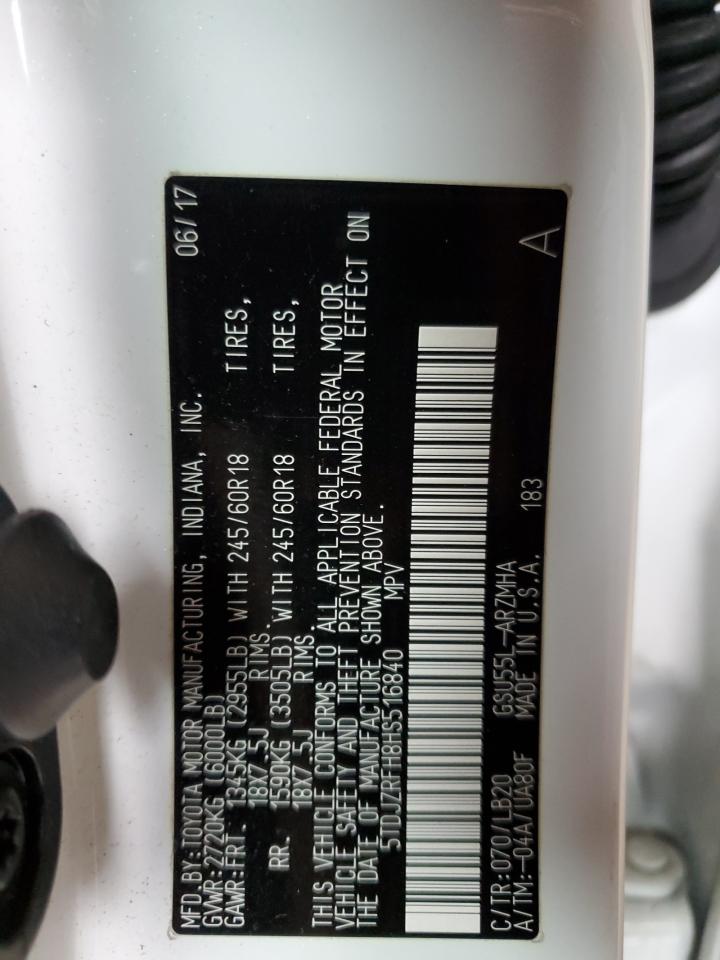 MFD.BY:TOYOTA MOTOR MANUFACTURING, INDIANA, INC. 06/17
GVWR:2720KG (6000LB)
GAWR:FRT. 1345KG (2955LB) WITH 245/60R18 TIRES,
18X7.5J RIMS
RR. 1590KG (3505LB) WITH 245/60R18 TIRES,
18X7.5J RIMS
THIS VEHICLE CONFORMS TO ALL APPLICABLE FEDERAL MOTOR
VEHICLE SAFETY AND THEFT PREVENTION STANDARDS IN EFFECT ON
THE DATE OF MANUFACTURE SHOWN ABOVE.
5TDJZRFH8HS516840 MPV
C/TR:070/LB20 GSU55L-ARZMHA
A/TM:-04A/UA80F MADE IN U.S.A. 183 A